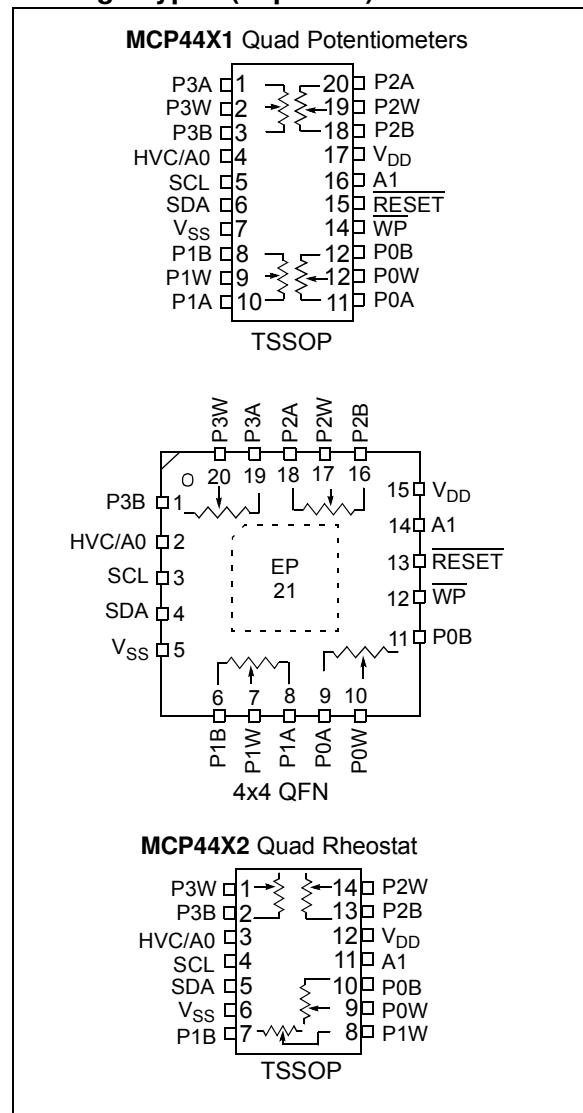 MCP44X1 Quad Potentiometers
P3A 1 20 P2A
P3W 2 19 P2W
P3B 3 18 P2B
HVC/A0 4 17 VDD
SCL 5 16 A1
SDA 6 15 RESET
VSS 7 14 WP
P1B 8 12 P0B
P1W 9 12 P0W
P1A 10 11 P0A
TSSOP
P3W P3A P2A P2W P2B
20 19 18 17 16
P3B 1 15 VDD
HVC/A0 2 14 A1
SCL 3 EP 13 RESET
SDA 4 21 12 WP
VSS 5 11 P0B
6 7 8 9 10
P1B P1W P1A P0A P0W
4x4 QFN
MCP44X2 Quad Rheostat
P3W 1 14 P2W
P3B 2 13 P2B
HVC/A0 3 12 VDD
SCL 4 11 A1
SDA 5 10 P0B
VSS 6 9 P0W
P1B 7 8 P1W
TSSOP